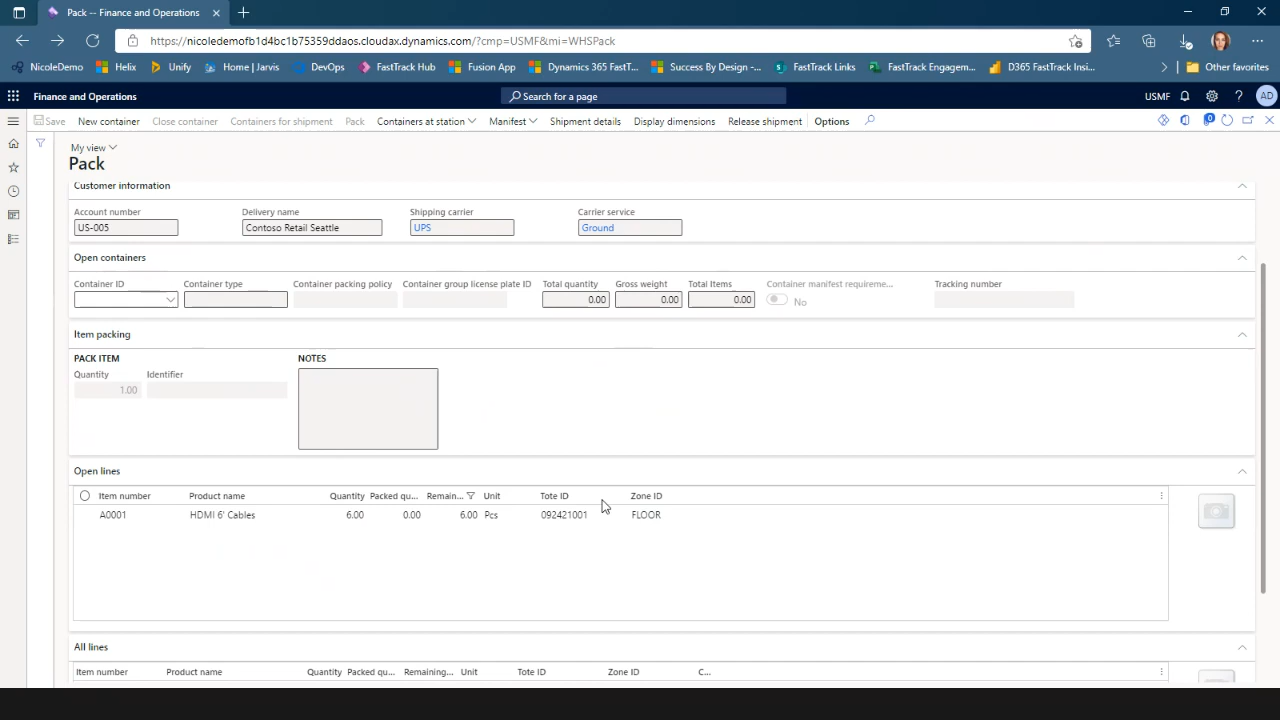 Pack -- Finance and Operations
https://nicoledemofb1d4bc1b75359ddaos.cloudax.dynamics.com/?cmp=USMF&mi=WHSPack
NicoleDemo Helix Unify Home | Jarvis DevOps FastTrack Hub Fusion App Dynamics 365 FastT... Success By Design -... FastTrack Links FastTrack Engagem... D365 FastTrack Insi... Other favorites
Finance and Operations Search for a page USMF AD
Save New container Close container Containers for shipment Pack Containers at station Manifest Shipment details Display dimensions Release shipment Options 0
My view
Pack
Customer information
Account number Delivery name Shipping carrier Carrier service
US-005 Contoso Retail Seattle UPS Ground
Open containers
Container ID Container type Container packing policy Container group license plate ID Total quantity Gross weight Total Items Container manifest requireme... Tracking number
0.00 0.00 0.00 No
Item packing
PACK ITEM NOTES
Quantity Identifier
1.00
Open lines
Item number Product name Quantity Packed qu... Remain... Unit Tote ID Zone ID
A0001 HDMI 6' Cables 6.00 0.00 6.00 Pcs 092421001 FLOOR
All lines
Item number Product name Quantity Packed qu... Remaining... Unit Tote ID Zone ID C...